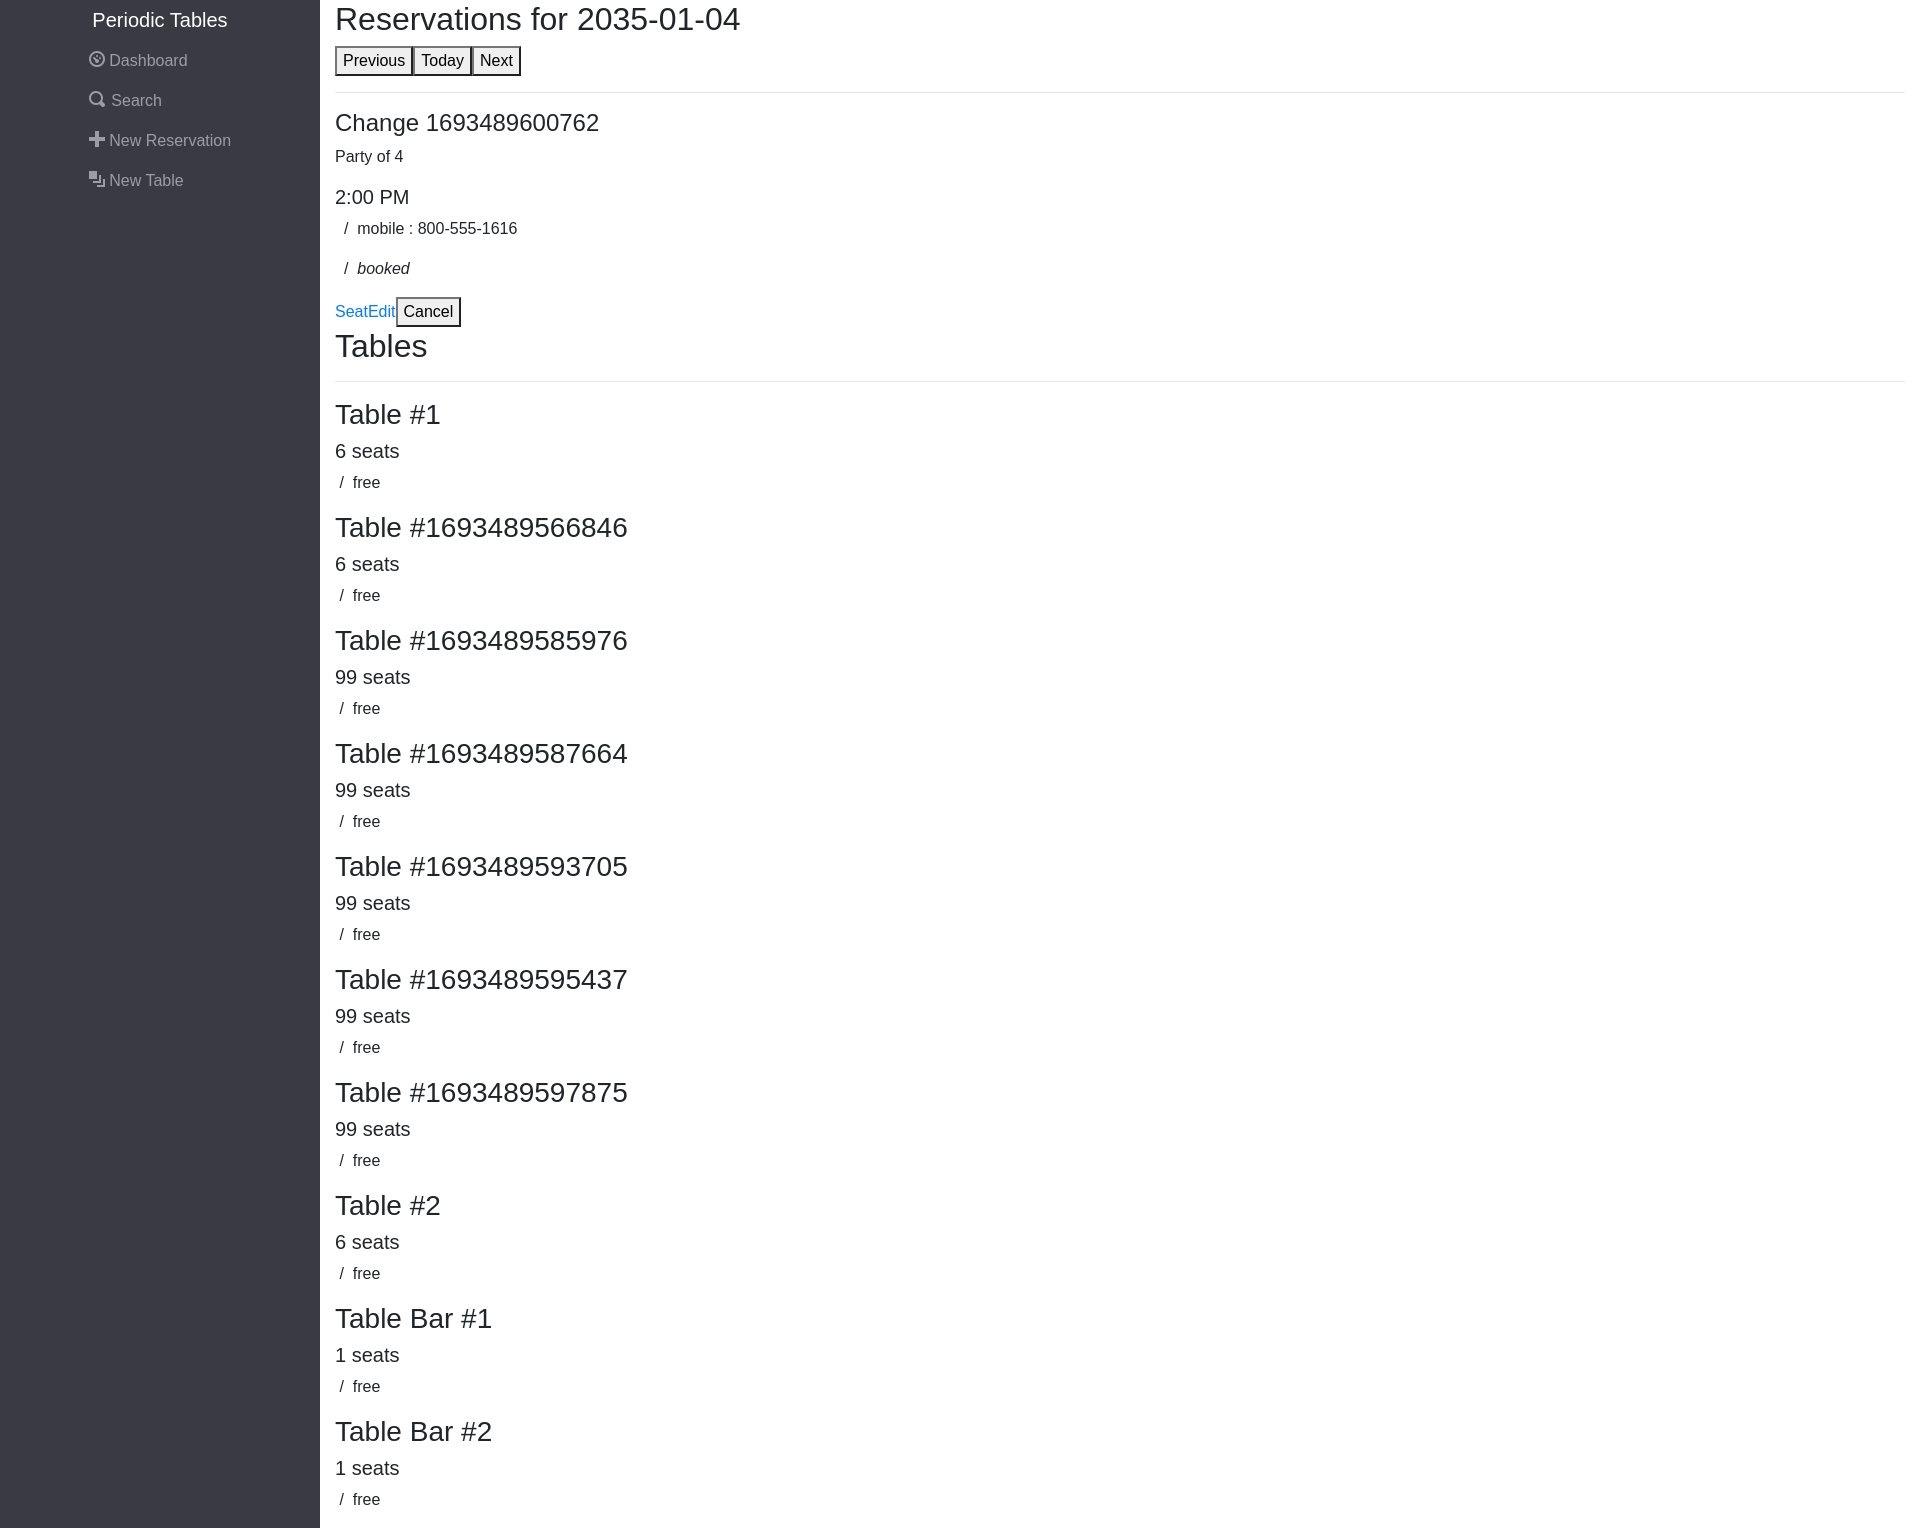 Periodic Tables
Dashboard
Search
New Reservation
New Table
Reservations for 2035-01-04
Previous Today Next
Change 1693489600762
Party of 4
2:00 PM
/ mobile : 800-555-1616
/ booked
SeatEdit Cancel
Tables
Table #1
6 seats
/ free
Table #1693489566846
6 seats
/ free
Table #1693489585976
99 seats
/ free
Table #1693489587664
99 seats
/ free
Table #1693489593705
99 seats
/ free
Table #1693489595437
99 seats
/ free
Table #1693489597875
99 seats
/ free
Table #2
6 seats
/ free
Table Bar #1
1 seats
/ free
Table Bar #2
1 seats
/ free